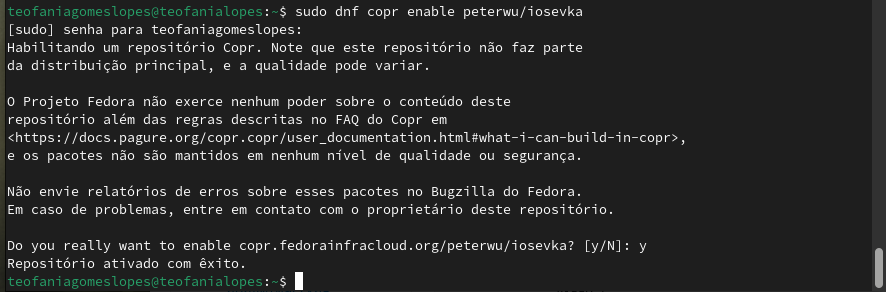 teofaniagomeslopes@teofanialopes:~$ sudo dnf copr enable peterwu/iosevka
[sudo] senha para teofaniagomeslopes:
Habilitando um repositório Copr. Note que este repositório não faz parte
da distribuição principal, e a qualidade pode variar.

O Projeto Fedora não exerce nenhum poder sobre o conteúdo deste
repositório além das regras descritas no FAQ do Copr em
<https://docs.pagure.org/copr.copr/user_documentation.html#what-i-can-build-in-copr>,
e os pacotes não são mantidos em nenhum nível de qualidade ou segurança.

Não envie relatórios de erros sobre esses pacotes no Bugzilla do Fedora.
Em caso de problemas, entre em contato com o proprietário deste repositório.

Do you really want to enable copr.fedorainfracloud.org/peterwu/iosevka? [y/N]: y
Repositório ativado com êxito.
teofaniagomeslopes@teofanialopes:~$